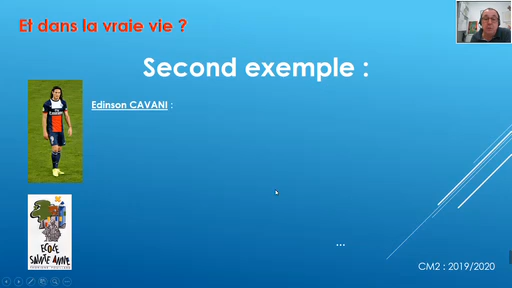 Et dans la vraie vie ?
Second exemple :
Edinson CAVANI :
ECOLE
SAINTE ANNE
...
CM2 : 2019/2020